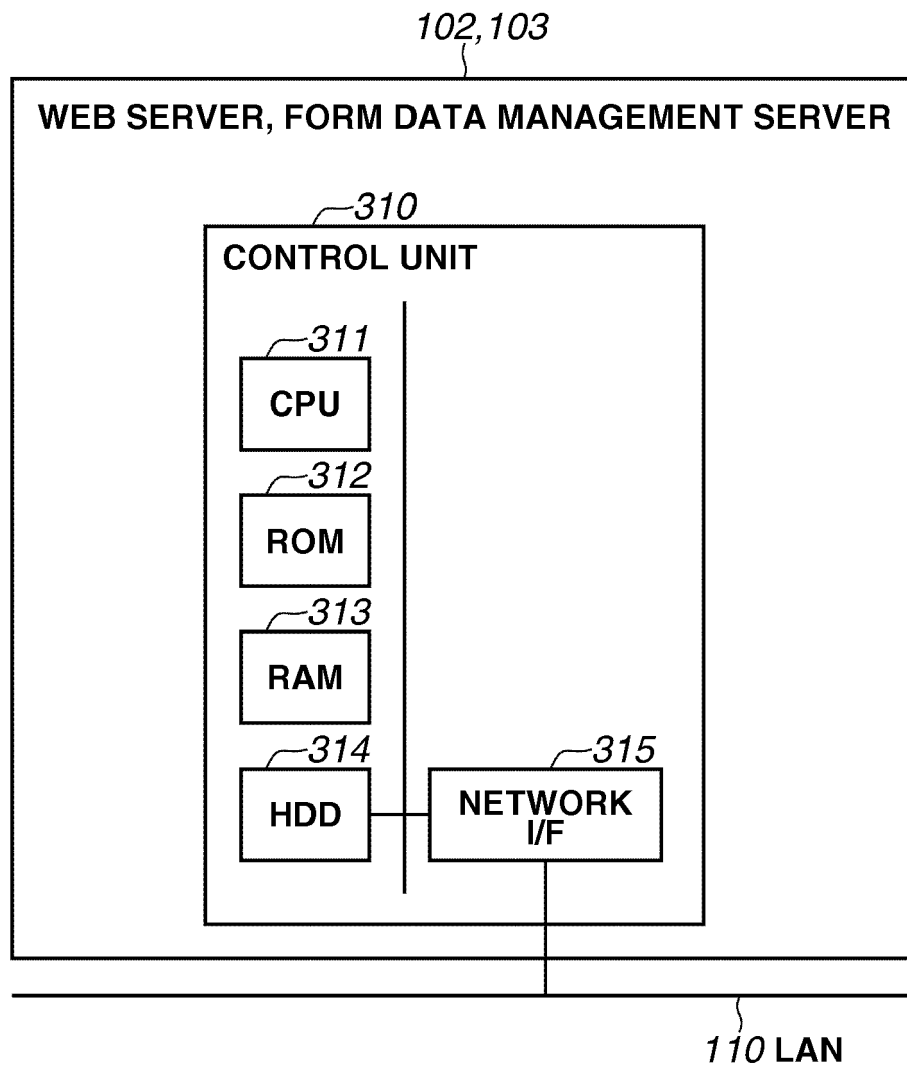 102,103
WEB SERVER, FORM DATA MANAGEMENT SERVER
310
CONTROL UNIT
311
CPU
312
ROM
313
RAM
314
HDD
315
NETWORK
I/F
110 LAN